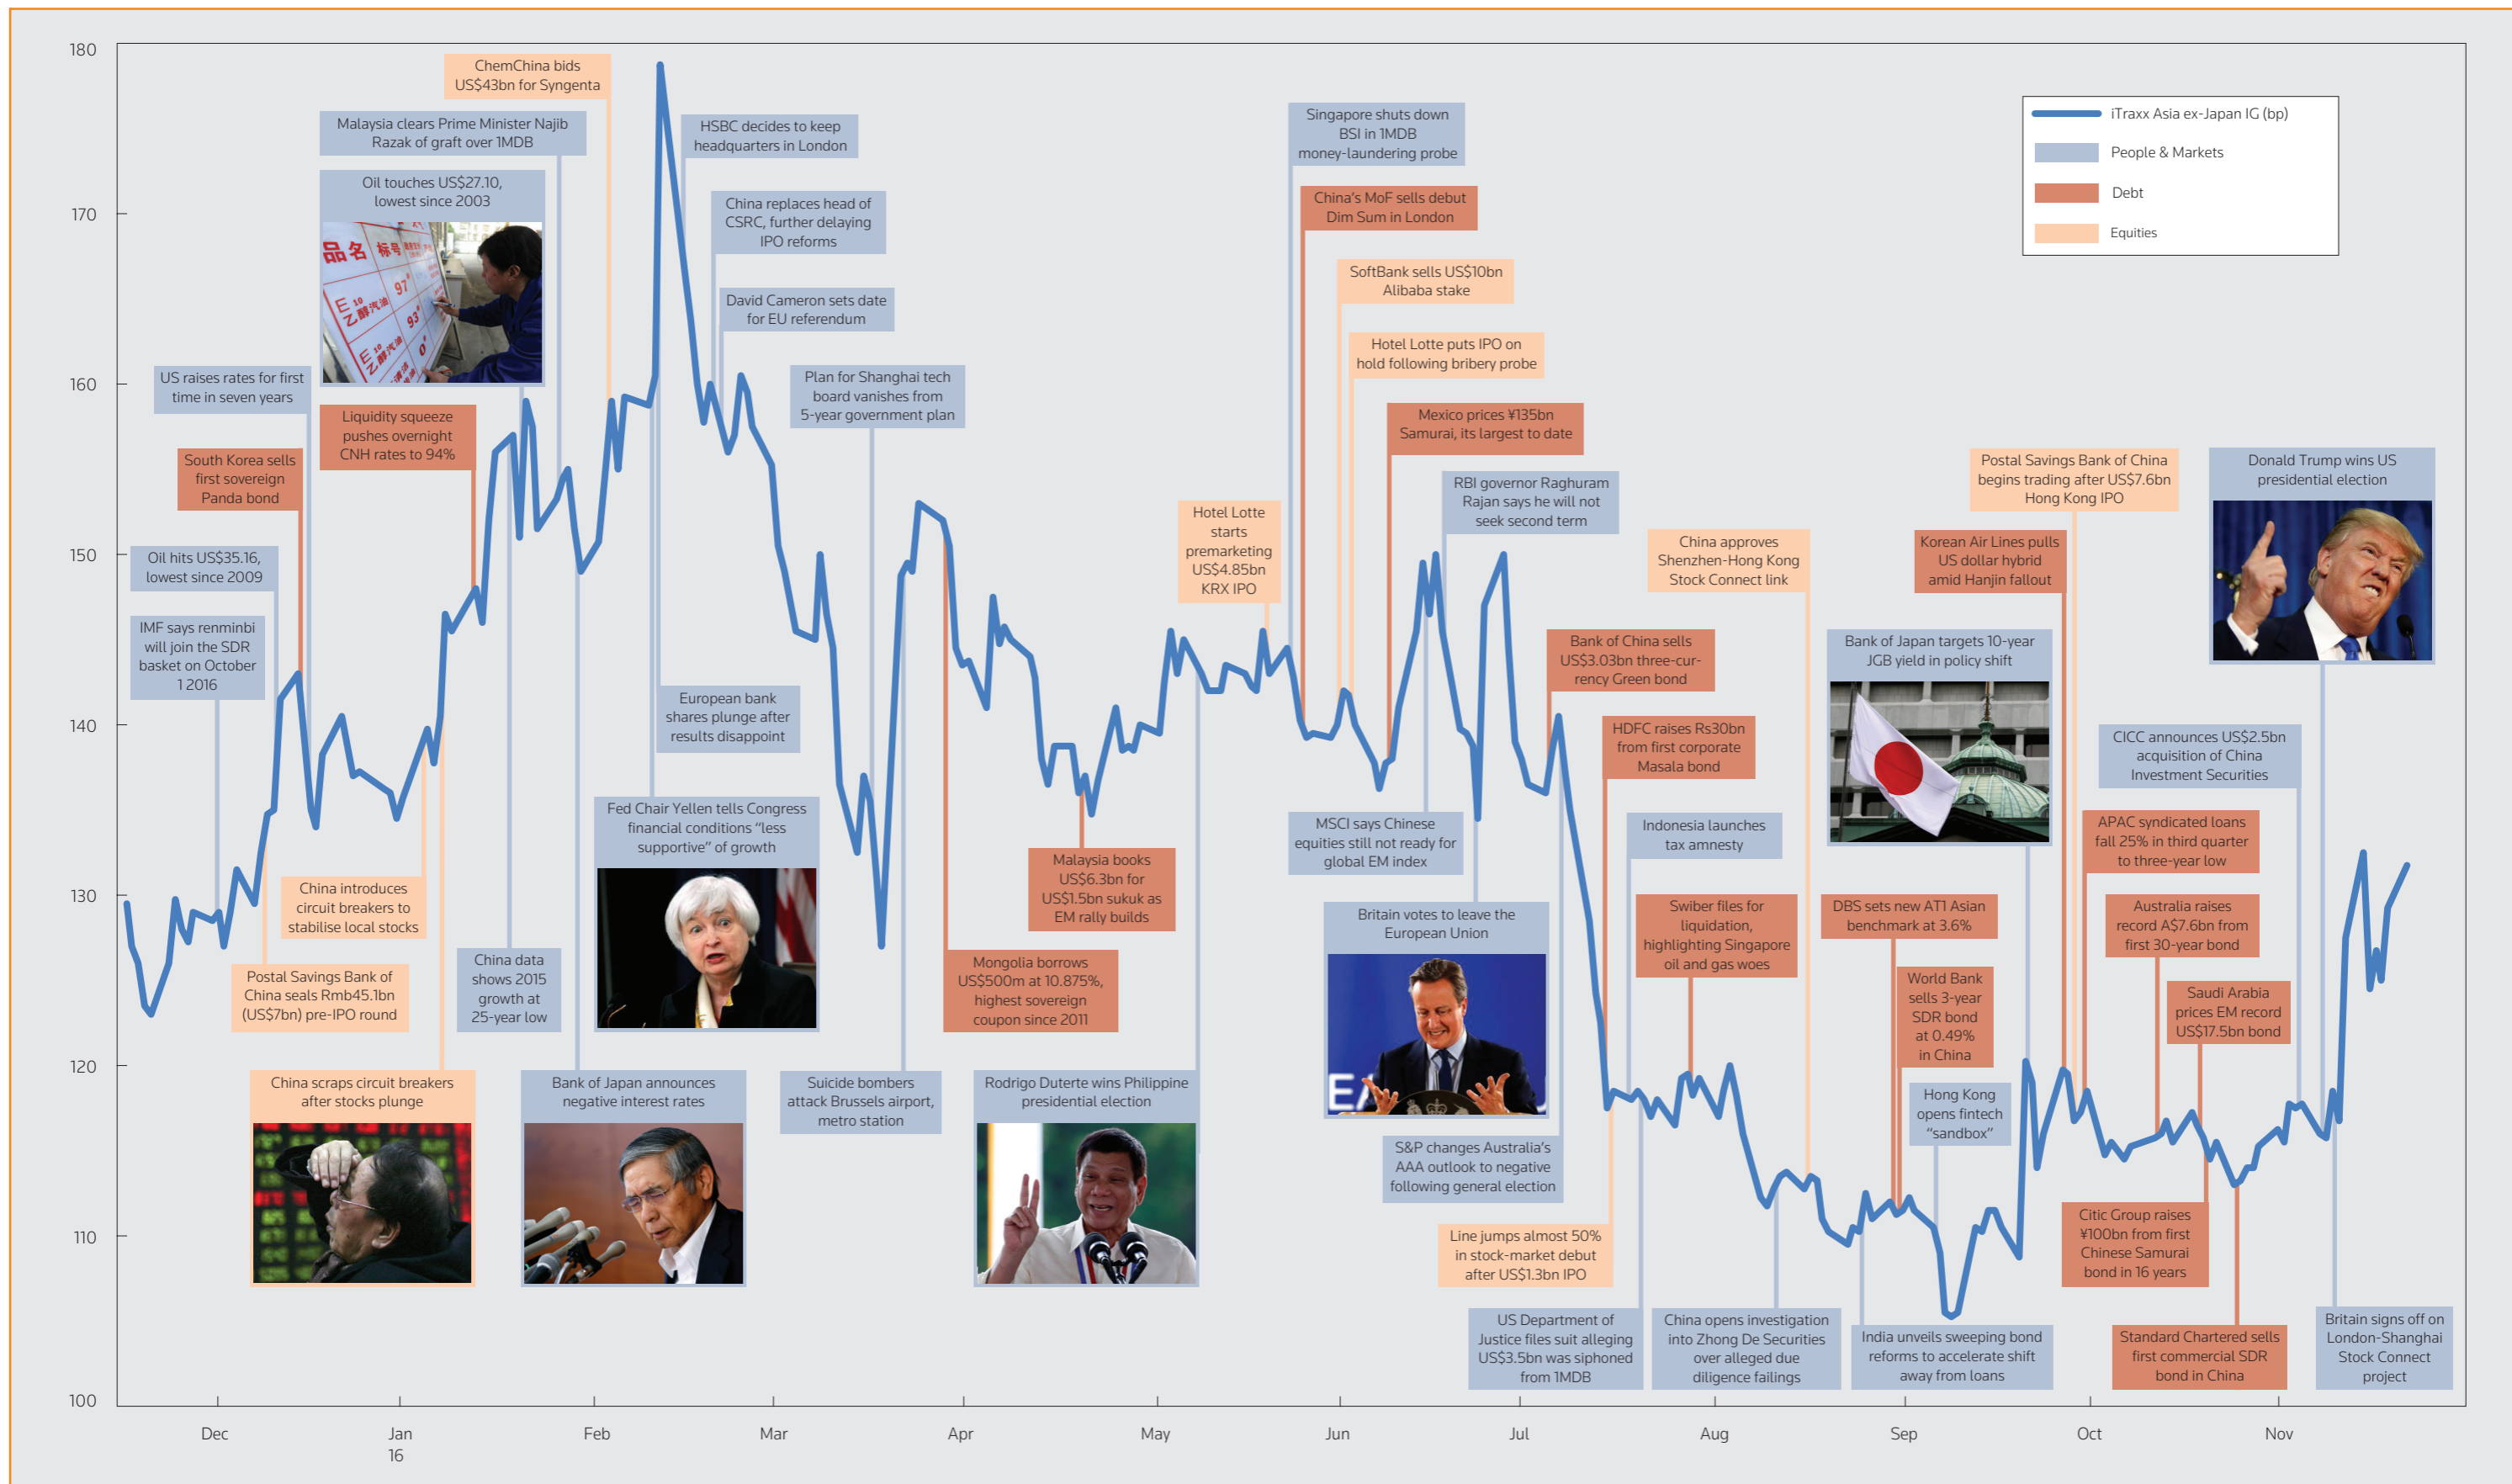 180
170
160
150
140
130
120
110
100
Dec
Jan
16
Feb
Mar
Apr
May
Jun
Jul
Aug
Sep
Oct
Nov
iTraxx Asia ex-Japan IG (bp)
People & Markets
Debt
Equities
IMF says renminbi
will join the SDR
basket on October
1 2016
Oil hits US$35.16,
lowest since 2009
South Korea sells
first sovereign
Panda bond
US raises rates for first
time in seven years
Postal Savings Bank of
China seals Rmb45.1bn
(US$7bn) pre-IPO round
China introduces
circuit breakers to
stabilise local stocks
China scraps circuit breakers
after stocks plunge
Liquidity squeeze
pushes overnight
CNH rates to 94%
Oil touches US$27.10,
lowest since 2003
品名
标号
E 10
乙醇汽油
97#
93#
E 10
乙醇汽油
0#
Malaysia clears Prime Minister Najib
Razak of graft over 1MDB
ChemChina bids
US$43bn for Syngenta
China data
shows 2015
growth at
25-year low
Bank of Japan announces
negative interest rates
Fed Chair Yellen tells Congress
financial conditions “less
supportive” of growth
European bank
shares plunge after
results disappoint
HSBC decides to keep
headquarters in London
China replaces head of
CSRC, further delaying
IPO reforms
David Cameron sets date
for EU referendum
Plan for Shanghai tech
board vanishes from
5-year government plan
Suicide bombers
attack Brussels airport,
metro station
Mongolia borrows
US$500m at 10.875%,
highest sovereign
coupon since 2011
Malaysia books
US$6.3bn for
US$1.5bn sukuk as
EM rally builds
Rodrigo Duterte wins Philippine
presidential election
Hotel Lotte
starts
premarketing
US$4.85bn
KRX IPO
Singapore shuts down
BSI in 1MDB
money-laundering probe
China’s MoF sells debut
Dim Sum in London
SoftBank sells US$10bn
Alibaba stake
Hotel Lotte puts IPO on
hold following bribery probe
Mexico prices ¥135bn
Samurai, its largest to date
RBI governor Raghuram
Rajan says he will not
seek second term
MSCI says Chinese
equities still not ready for
global EM index
Britain votes to leave the
European Union
S&P changes Australia’s
AAA outlook to negative
following general election
Bank of China sells
US$3.03bn three-cur-
rency Green bond
HDFC raises Rs30bn
from first corporate
Masala bond
Line jumps almost 50%
in stock-market debut
after US$1.3bn IPO
Indonesia launches
tax amnesty
US Department of
Justice files suit alleging
US$3.5bn was siphoned
from 1MDB
Swiber files for
liquidation,
highlighting Singapore
oil and gas woes
China opens investigation
into Zhong De Securities
over alleged due
diligence failings
China approves
Shenzhen-Hong Kong
Stock Connect link
India unveils sweeping bond
reforms to accelerate shift
away from loans
DBS sets new AT1 Asian
benchmark at 3.6%
World Bank
sells 3-year
SDR bond
at 0.49%
in China
Hong Kong
opens fintech
“sandbox”
Bank of Japan targets 10-year
JGB yield in policy shift
Korean Air Lines pulls
US dollar hybrid
amid Hanjin fallout
Postal Savings Bank of China
begins trading after US$7.6bn
Hong Kong IPO
APAC syndicated loans
fall 25% in third quarter
to three-year low
Australia raises
record A$7.6bn from
first 30-year bond
Saudi Arabia
prices EM record
US$17.5bn bond
Citic Group raises
¥100bn from first
Chinese Samurai
bond in 16 years
Standard Chartered sells
first commercial SDR
bond in China
CICC announces US$2.5bn
acquisition of China
Investment Securities
Donald Trump wins US
presidential election
Britain signs off on
London-Shanghai
Stock Connect
project